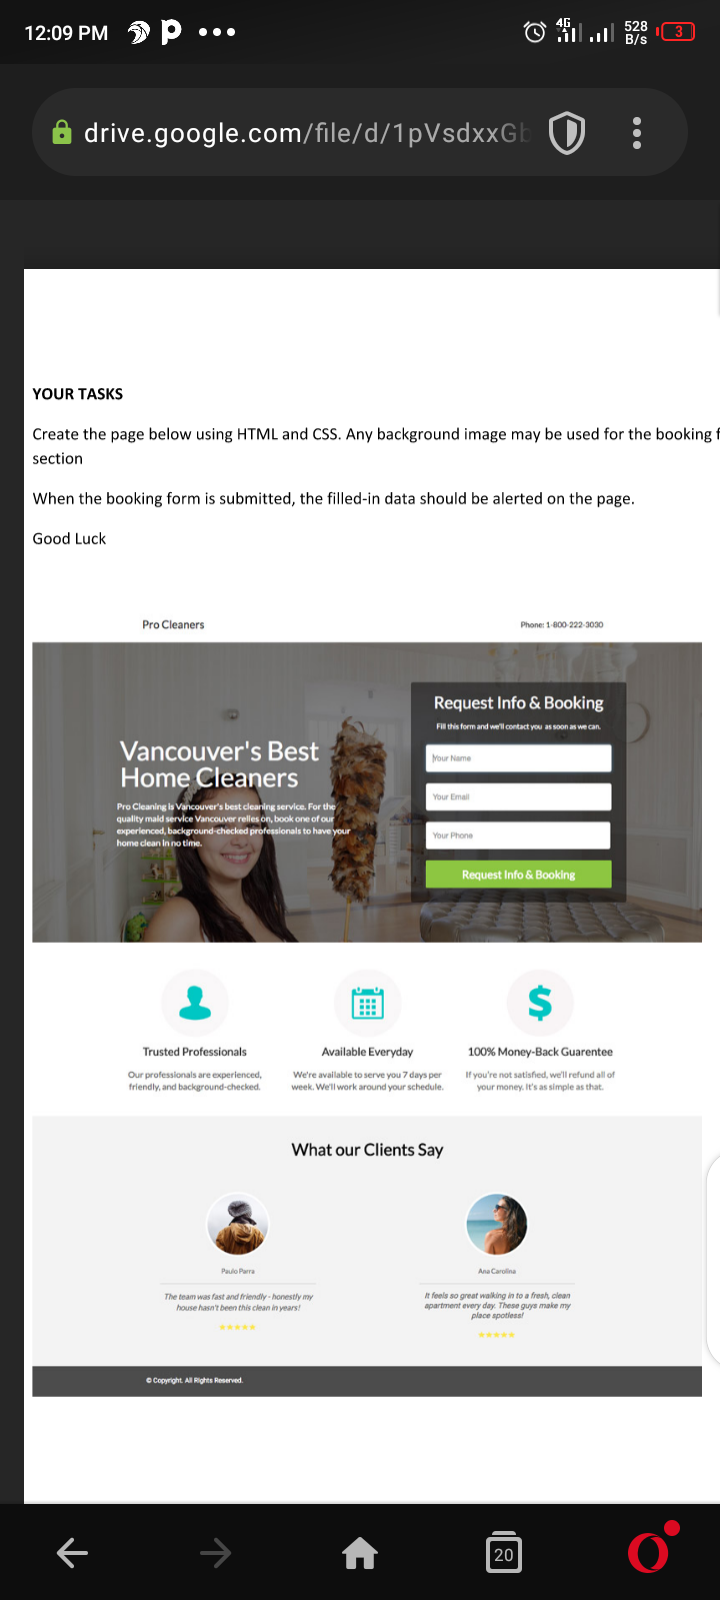 12:09 PM
4G
528
B/s
3
drive.google.com/file/d/1pVsdxxGb
YOUR TASKS
Create the page below using HTML and CSS. Any background image may be used for the booking f
section
When the booking form is submitted, the filled-in data should be alerted on the page.
Good Luck
Pro Cleaners
Phone: 1-800-222-3030
Request Info & Booking
Fill this form and we'll contact you as soon as we can.
Vancouver's Best
Home Cleaners
Pro Cleaning is Vancouver's best cleaning service. For the
quality maid service Vancouver relies on, book one of our
experienced, background-checked professionals to have your
home clean in no time.
Your Name
Your Email
Your Phone
Request Info & Booking
Trusted Professionals
Our professionals are experienced,
friendly, and background-checked.
Available Everyday
We're available to serve you 7 days per
week. We'll work around your schedule.
100% Money-Back Guarentee
If you're not satisfied, we'll refund all of
your money. It's as simple as that.
What our Clients Say
Paulo Parra
The team was fast and friendly - honestly my
house hasn't been this clean in years!
Ana Carolina
It feels so great walking in to a fresh, clean
apartment every day. These guys make my
place spotless!
© Copyright. All Rights Reserved.
20